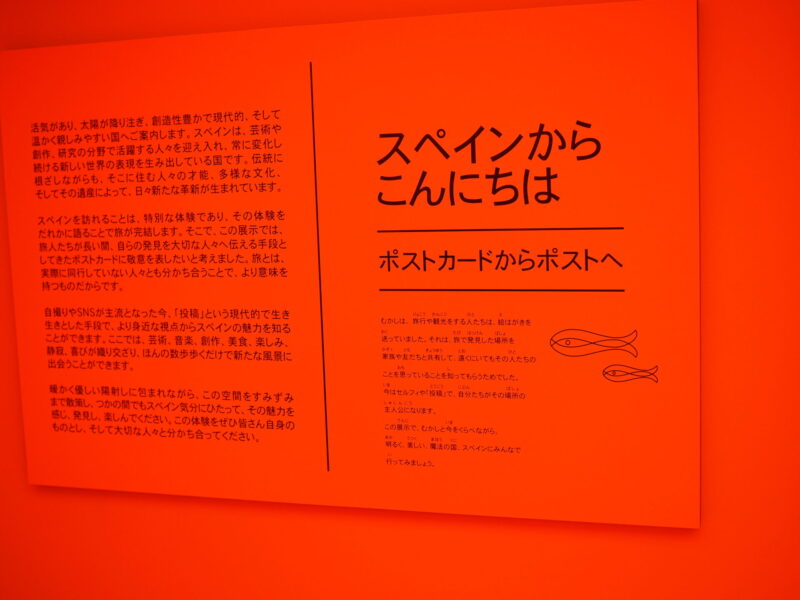 活気があり、太陽が降り注ぎ、創造性豊かで現代的、そして
温かく親しみやすい国へご案内します。スペインは、芸術や
創作、研究の分野で活躍する人々を迎え入れ、常に変化し
続ける新しい世界の表現を生み出している国です。伝統に
根ざしながらも、そこに住む人々の才能、多様な文化、
そしてその遺産によって、日々新たな革新が生まれています。
スペインを訪れることは、特別な体験であり、その体験を
だれかに語ることで旅が完結します。そこで、この展示では、
旅人たちが長い間、自らの発見を大切な人々へ伝える手段と
してきたポストカードに敬意を表したいと考えました。旅とは、
実際に同行していない人々とも分かち合うことで、より意味を
持つものだからです。
自撮りやSNSが主流となった今、「投稿」という現代的で生き
生きとした手段で、より身近な視点からスペインの魅力を知る
ことができます。ここでは、芸術、音楽、創作、美食、楽しみ、
静寂、喜びが織り交ざり、ほんの数歩歩くだけで新たな風景に
出会うことができます。
暖かく優しい陽射しに包まれながら、この空間をすみずみ
まで散策し、つかの間でもスペイン気分にひたって、その魅力を
感じ、発見し、楽しんでください。この体験をぜひ皆さん自身の
ものとし、そして大切な人々と分かち合ってください。
スペインから
こんにちは
ポストカードからポストへ
むかしは、旅行や観光をする人たちは、絵はがきを
送っていました。それは、旅で発見した場所を
家族や友だちと共有して、遠くにいてもその人たちの
ことを思っていることを知ってもらうためでした。
今はセルフィや「投稿」で、自分たちがその場所の
主人公になります。
この展示で、むかしと今をくらべながら、
明るく、美しい、魔法の国、スペインにみんなで
行ってみましょう。